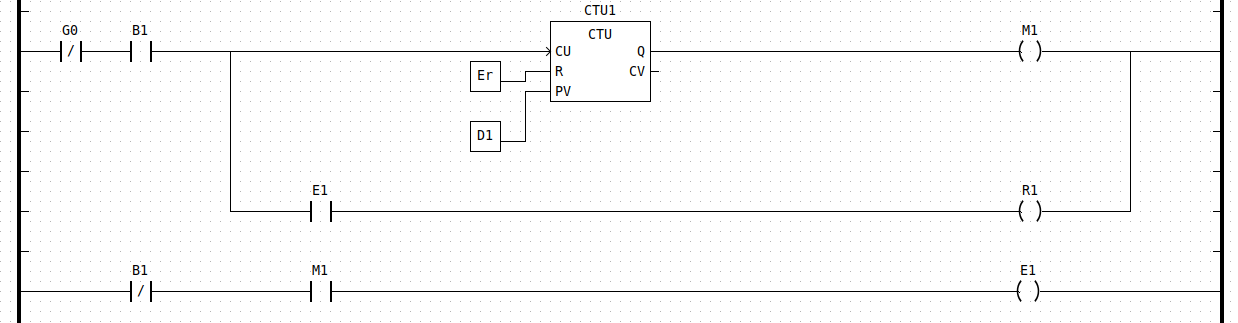 CTU1
G0 B1 CTU M1
/ CU Q
Er R CV
PV
D1
E1 R1
B1 M1 E1
/